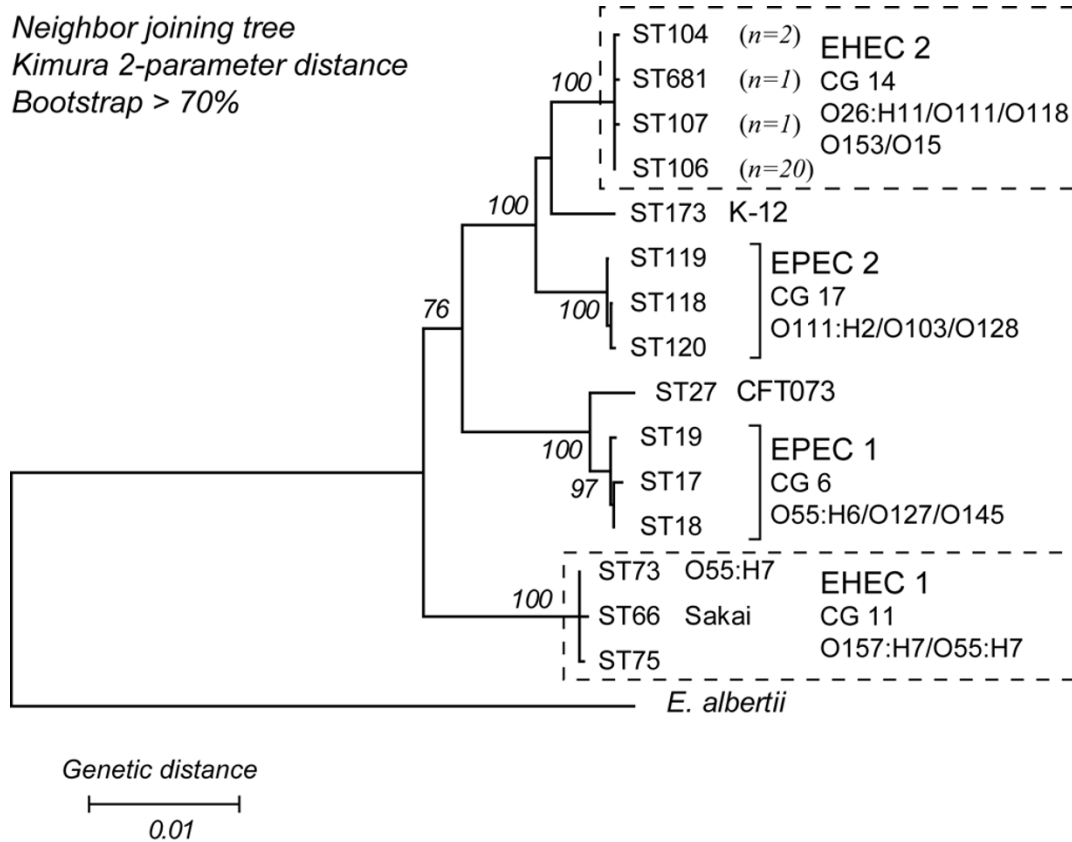 Neighbor joining tree
Kimura 2-parameter distance
Bootstrap > 70%
ST104 (n=2)
ST681 (n=1)
ST107 (n=1)
ST106 (n=20)
EHEC 2
CG 14
O26:H11/O111/O118
O153/O15
100
ST173 K-12
100
ST119
ST118
ST120
100
EPEC 2
CG 17
O111:H2/O103/O128
76
ST27 CFT073
100
ST19
ST17
ST18
97
EPEC 1
CG 6
O55:H6/O127/O145
ST73 O55:H7
ST66 Sakai
ST75
100
EHEC 1
CG 11
O157:H7/O55:H7
E. albertii
Genetic distance
0.01